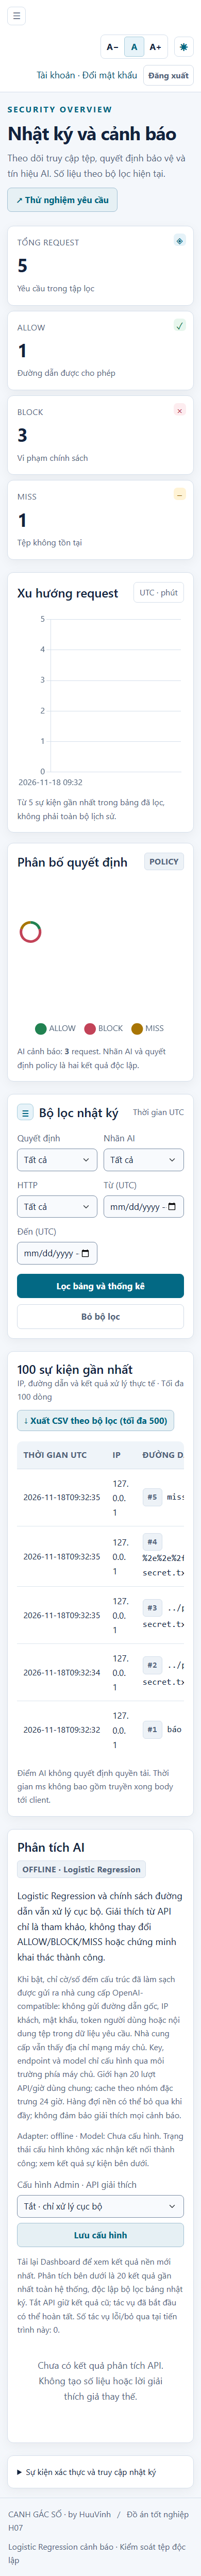 ☰
A− A A+
Tài khoản · Đổi mật khẩu Đăng xuất
SECURITY OVERVIEW
Nhật ký và cảnh báo
Theo dõi truy cập tệp, quyết định bảo vệ và
tín hiệu AI. Số liệu theo bộ lọc hiện tại.
↗ Thử nghiệm yêu cầu
TỔNG REQUEST
5
Yêu cầu trong tập lọc
ALLOW
✓
1
Đường dẫn được cho phép
BLOCK
×
3
Vi phạm chính sách
MISS
–
1
Tệp không tồn tại
Xu hướng request
UTC · phút
5
4
3
2
1
0
2026-11-18 09:32
Từ 5 sự kiện gần nhất trong bảng đã lọc,
không phải toàn bộ lịch sử.
Phân bố quyết định
POLICY
ALLOW BLOCK MISS
AI cảnh báo: 3 request. Nhãn AI và quyết
định policy là hai kết quả độc lập.
☰ Bộ lọc nhật ký
Thời gian UTC
Quyết định Nhãn AI
Tất cả Tất cả
HTTP Từ (UTC)
Tất cả mm/dd/yyyy -
Đến (UTC)
mm/dd/yyyy -
Lọc bảng và thống kê
Bỏ bộ lọc
100 sự kiện gần nhất
IP, đường dẫn và kết quả xử lý thực tế · Tối đa
100 dòng
↓ Xuất CSV theo bộ lọc (tối đa 500)
THỜI GIAN UTC IP ĐƯỜNG D
2026-11-18T09:32:35 127.0.0.1 #5 miss
2026-11-18T09:32:35 127.0.0.1 #4 %2e%2e%2f secret.tx
2026-11-18T09:32:35 127.0.0.1 #3 ../p secret.tx
2026-11-18T09:32:34 127.0.0.1 #2 ../p secret.tx
2026-11-18T09:32:32 127.0.0.1 #1 báo
Điểm AI không quyết định quyền tải. Thời
gian ms không bao gồm truyền xong body
tới client.
Phân tích AI
OFFLINE · Logistic Regression
Logistic Regression và chính sách đường
dẫn vẫn xử lý cục bộ. Giải thích từ API
chỉ là tham khảo, không thay đổi
ALLOW/BLOCK/MISS hoặc chứng minh
khai thác thành công.
Khi bật, chỉ cờ/số đếm cấu trúc đã làm sạch
được gửi ra nhà cung cấp OpenAI-
compatible: không gửi đường dẫn gốc, IP
khách, mật khẩu, token người dùng hoặc nội
dung tệp trong dữ liệu yêu cầu. Nhà cung
cấp vẫn thấy địa chỉ mạng máy chủ. Key,
endpoint và model chỉ cấu hình qua môi
trường phía máy chủ. Giới hạn 20 lượt
API/giờ dùng chung; cache theo nhóm đặc
trưng 24 giờ. Hàng đợi nền có thể bỏ qua khi
đầy; không đảm bảo giải thích mọi cảnh báo.
Adapter: offline · Model: Chưa cấu hình. Trạng
thái cấu hình không xác nhận kết nối thành
công; xem kết quả sự kiện bên dưới.
Cấu hình Admin · API giải thích
Tắt · chỉ xử lý cục bộ
Lưu cấu hình
Tải lại Dashboard để xem kết quả nền mới
nhất. Phân tích bên dưới là 20 kết quả gần
nhất toàn hệ thống, độc lập bộ lọc bảng nhật
ký. Tắt API giữ kết quả cũ; tác vụ đã bắt đầu
có thể hoàn tất. Số tác vụ lỗi/bỏ qua tại tiến
trình này: 0.
Chưa có kết quả phân tích API.
Không tạo số liệu hoặc lời giải
thích giả thay thế.
▶ Sự kiện xác thực và truy cập nhật ký
CANH GÁC SỐ · by HuuVinh / Đồ án tốt nghiệp
H07
Logistic Regression cảnh báo · Kiểm soát tệp độc
lập